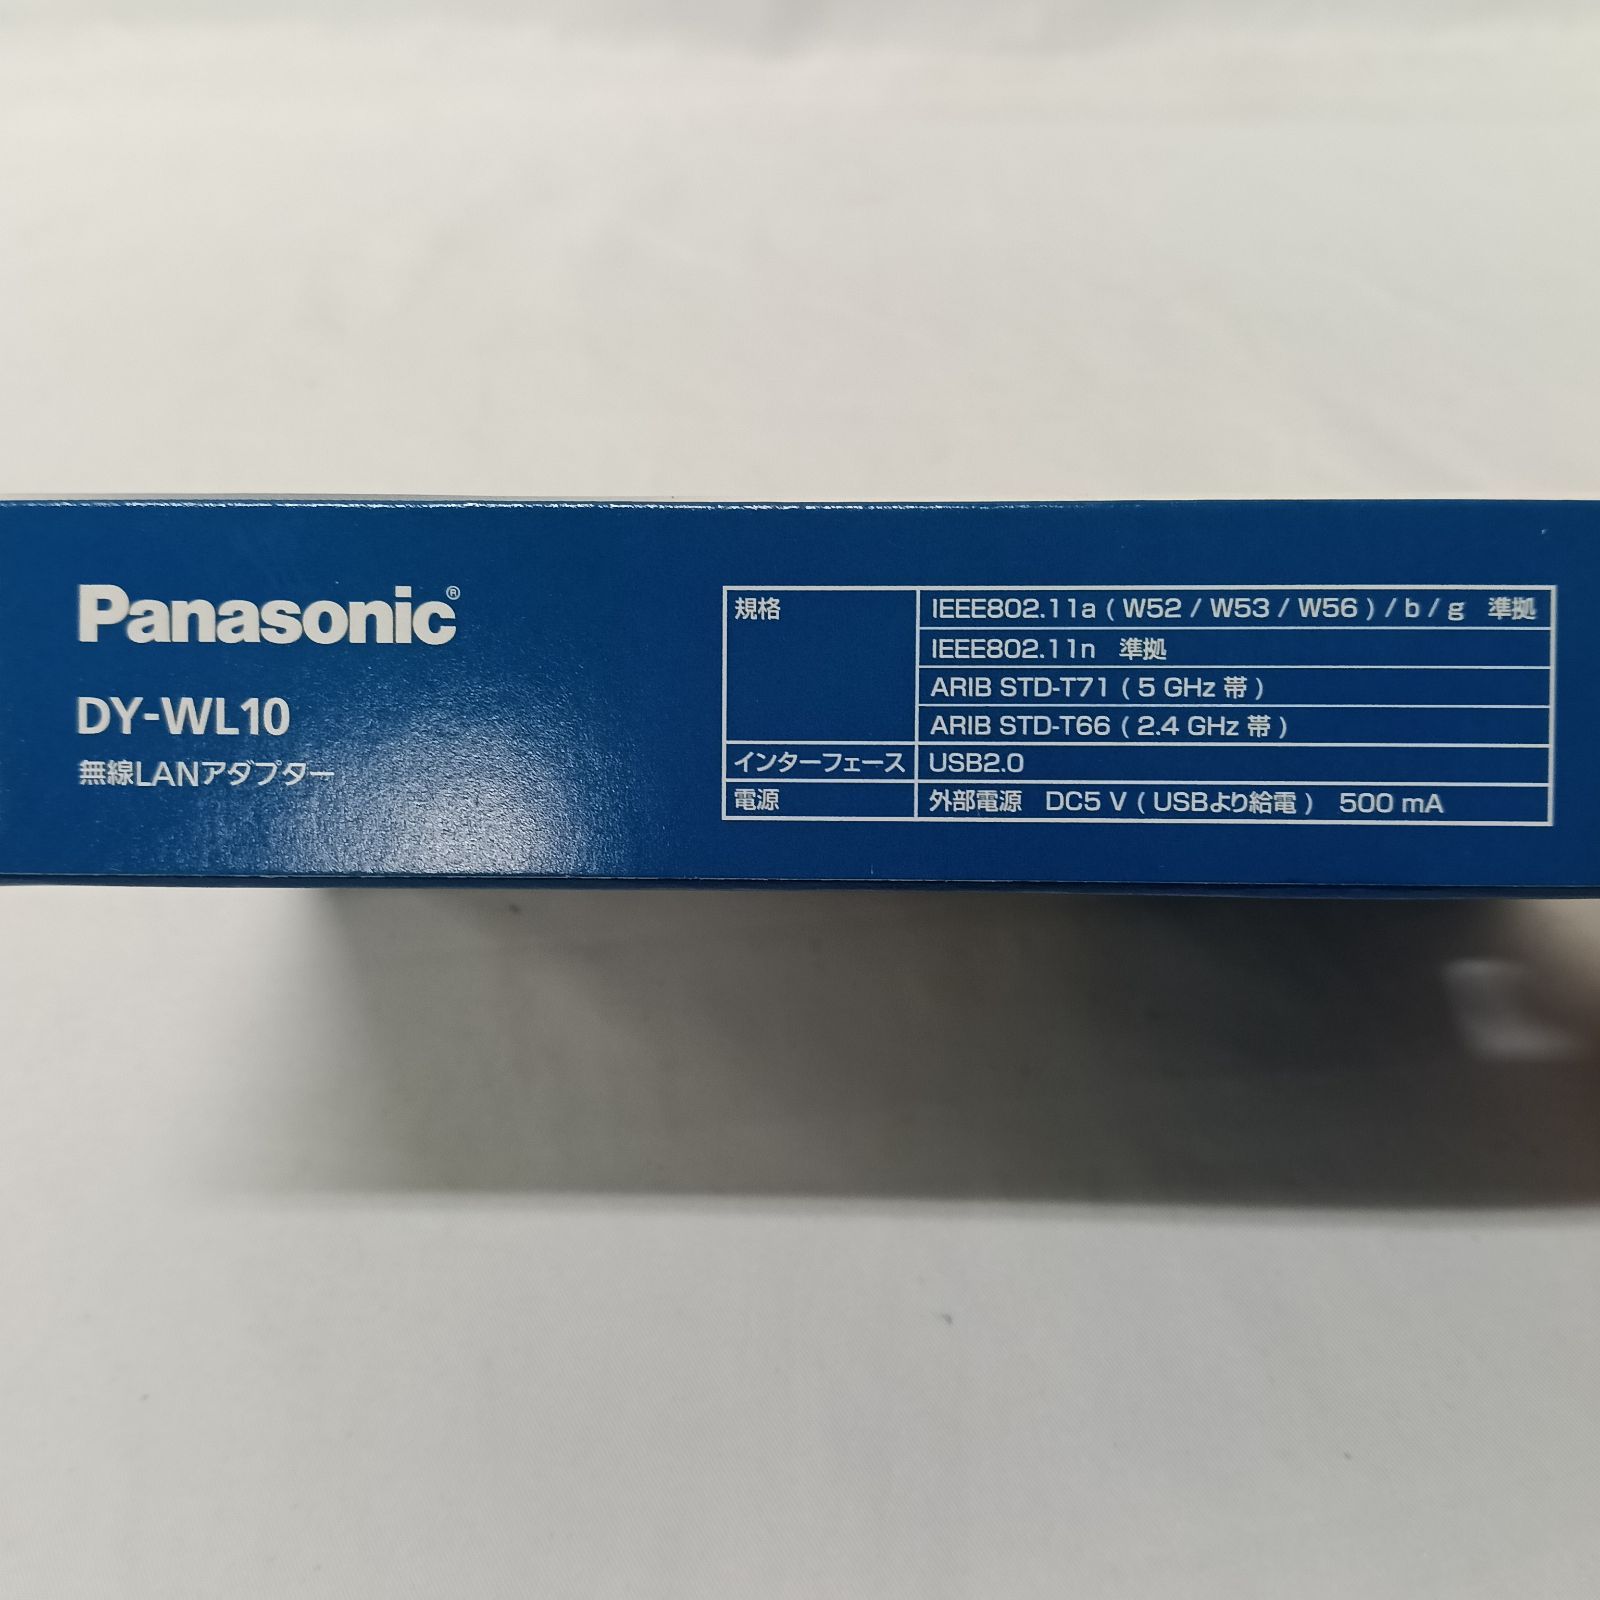 Panasonic®
DY-WL10
無線LANアダプター
規格 IEEE802.11a ( W52 / W53 / W56 ) / b / g 準拠
IEEE802.11n 準拠
ARIB STD-T71 ( 5 GHz 帯 )
ARIB STD-T66 ( 2.4 GHz 帯 )
インターフェース USB2.0
電源 外部電源 DC5 V ( USBより給電 ) 500 mA